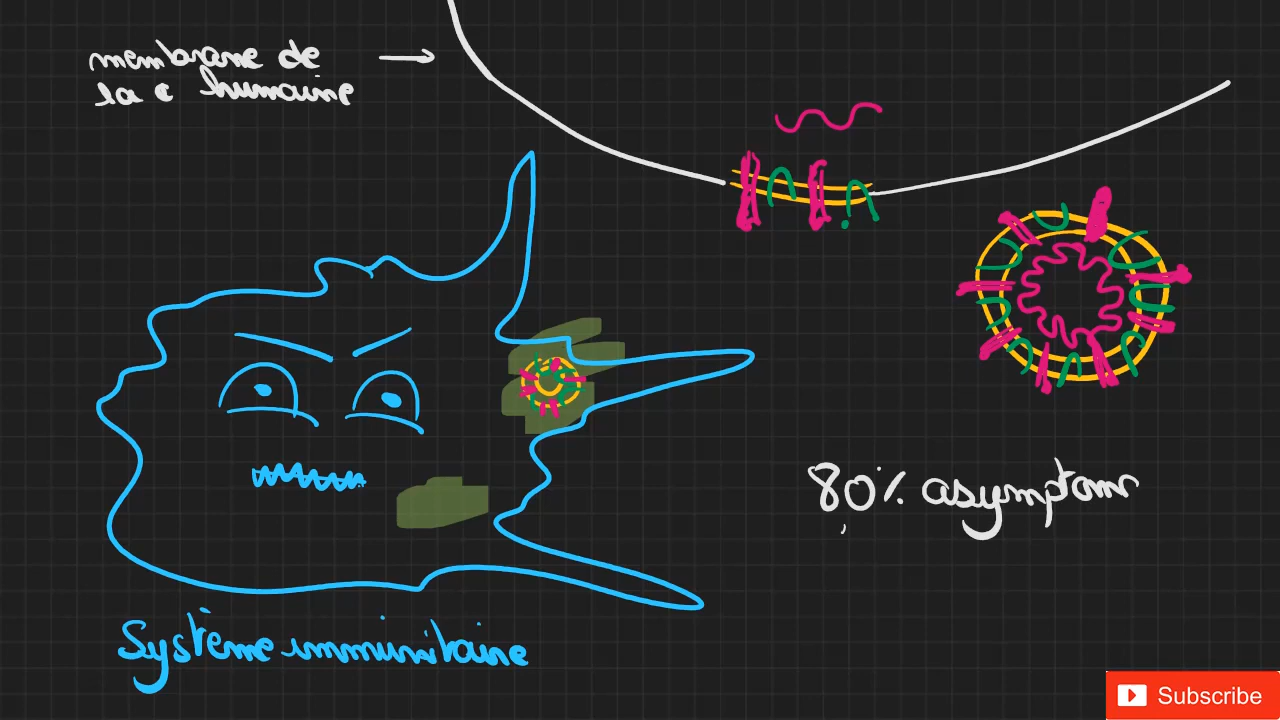 membrane de
la c humaine
80% asymptom
Système immunitaire
Subscribe